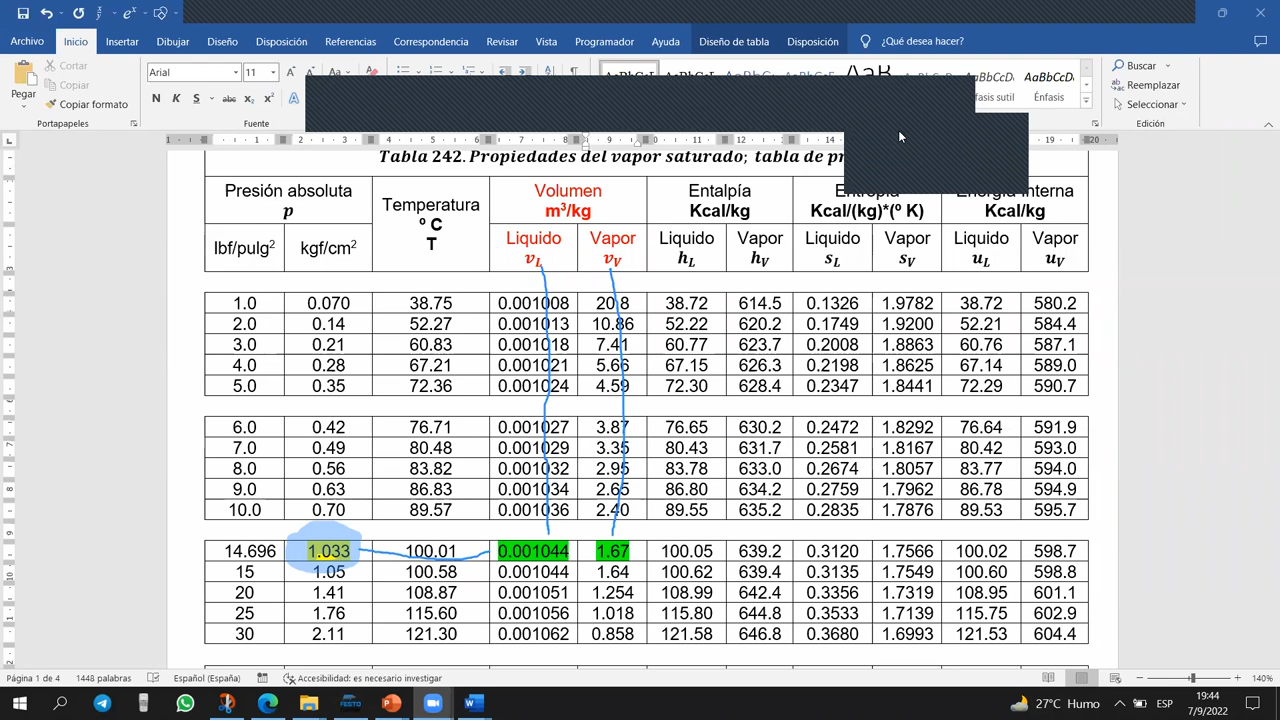 Archivo Inicio Insertar Dibujar Diseño Disposición Referencias Correspondencia Revisar Vista Programador Ayuda Diseño de tabla Disposición ¿Qué desea hacer?
Pegar
Cortar
Copiar
Copiar formato
Portapapeles
Arial 11
Fuente
Énfasis
Buscar
Reemplazar
Seleccionar
Edición
Tabla 242. Propiedades del vapor saturado; tabla de
Presión absoluta p Temperatura º C T Volumen m³/kg Entalpía Kcal/kg Entropía Kcal/(kg)*(º K) Energía interna Kcal/kg
lbf/pulg² kgf/cm² Liquido v_L Vapor v_V Liquido h_L Vapor h_V Liquido s_L Vapor s_V Liquido u_L Vapor u_V
1.0 0.070 38.75 0.001008 20.8 38.72 614.5 0.1326 1.9782 38.72 580.2
2.0 0.14 52.27 0.001013 10.86 52.22 620.2 0.1749 1.9200 52.21 584.4
3.0 0.21 60.83 0.001018 7.41 60.77 623.7 0.2008 1.8863 60.76 587.1
4.0 0.28 67.21 0.001021 5.66 67.15 626.3 0.2198 1.8625 67.14 589.0
5.0 0.35 72.36 0.001024 4.59 72.30 628.4 0.2347 1.8441 72.29 590.7
6.0 0.42 76.71 0.001027 3.87 76.65 630.2 0.2472 1.8292 76.64 591.9
7.0 0.49 80.48 0.001029 3.35 80.43 631.7 0.2581 1.8167 80.42 593.0
8.0 0.56 83.82 0.001032 2.95 83.78 633.0 0.2674 1.8057 83.77 594.0
9.0 0.63 86.83 0.001034 2.65 86.80 634.2 0.2759 1.7962 86.78 594.9
10.0 0.70 89.57 0.001036 2.40 89.55 635.2 0.2835 1.7876 89.53 595.7
14.696 1.033 100.01 0.001044 1.67 100.05 639.2 0.3120 1.7566 100.02 598.7
15 1.05 100.58 0.001044 1.64 100.62 639.4 0.3135 1.7549 100.60 598.8
20 1.41 108.87 0.001051 1.254 108.99 642.4 0.3356 1.7319 108.95 601.1
25 1.76 115.60 0.001056 1.018 115.80 644.8 0.3533 1.7139 115.75 602.9
30 2.11 121.30 0.001062 0.858 121.58 646.8 0.3680 1.6993 121.53 604.4
Página 1 de 4 1448 palabras Español (España) Accesibilidad: es necesario investigar 140%
FESTO
27°C Humo ESP 19:44
7/9/2022